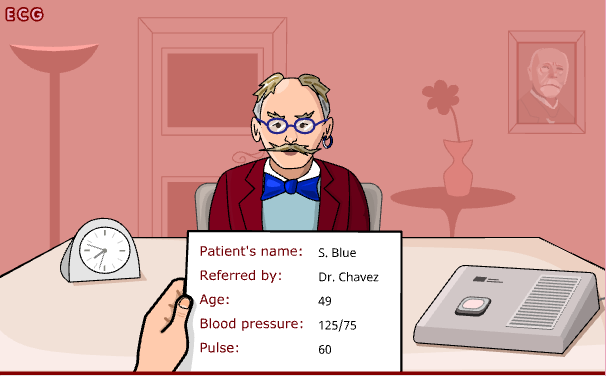 ECG
Patient's name: S. Blue
Referred by: Dr. Chavez
Age: 49
Blood pressure: 125/75
Pulse: 60